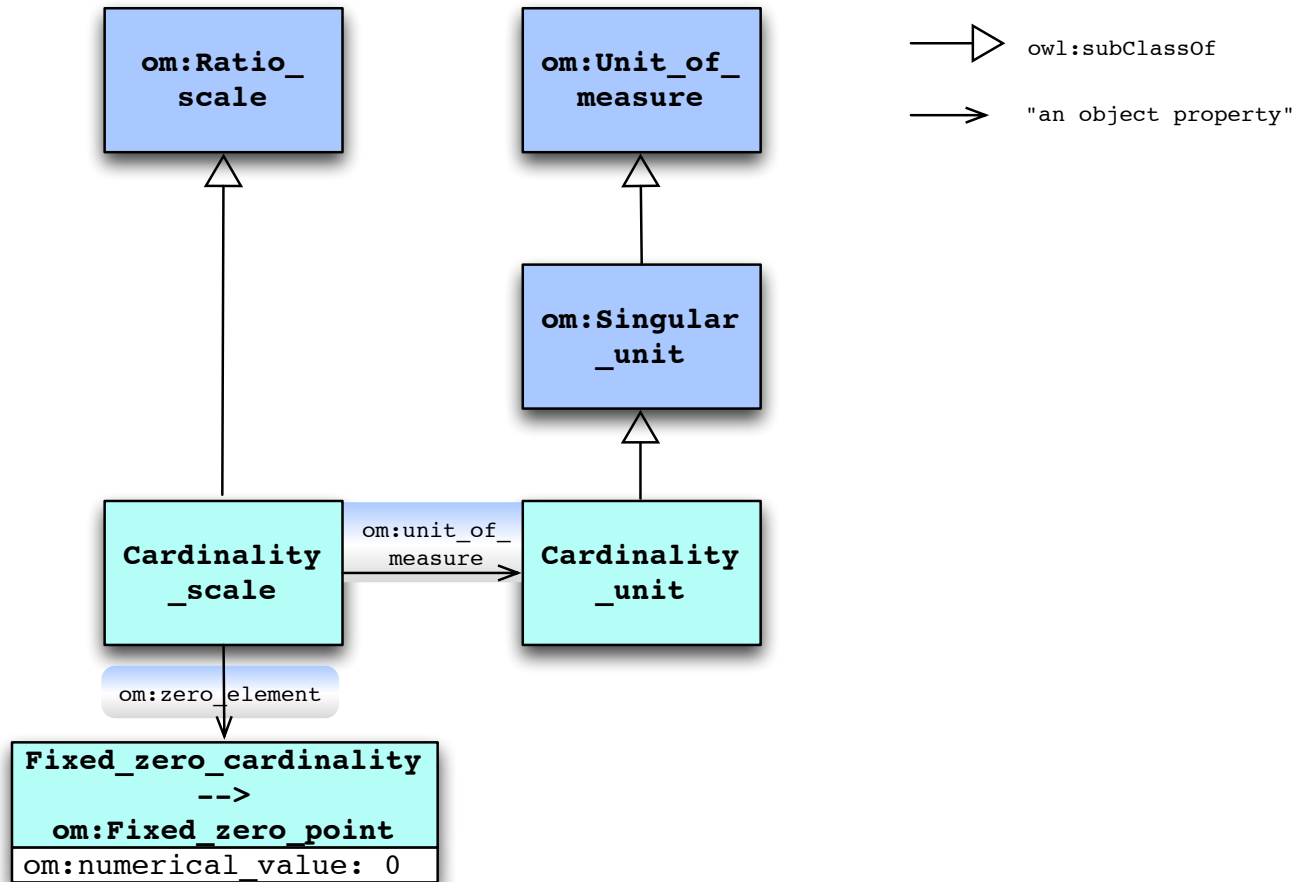 om:Ratio_
scale
om:Unit_of_
measure
owl:subClassOf
"an object property"
om:Singular
_unit
Cardinality
_scale
om:unit_of_
measure
Cardinality
_unit
om:zero_element
Fixed_zero_cardinality
-->
om:Fixed_zero_point
om:numerical_value: 0